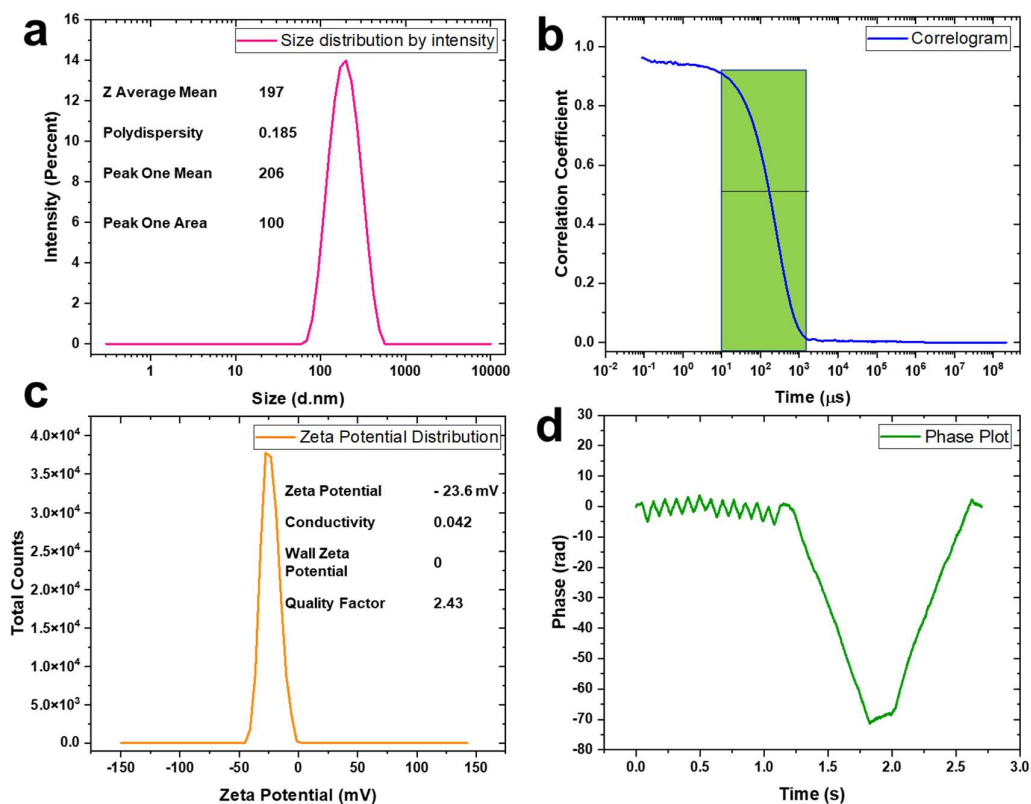 a
Size distribution by intensity
16
14
12
10
8
6
4
2
0
Intensity (Percent)
Z Average Mean 197
Polydispersity 0.185
Peak One Mean 206
Peak One Area 100
1 10 100 1000 10000
Size (d.nm)
b
Correlogram
1.0
0.8
0.6
0.4
0.2
0.0
Correlation Coefficient
10⁻² 10⁻¹ 10⁰ 10¹ 10² 10³ 10⁴ 10⁵ 10⁶ 10⁷ 10⁸
Time (μs)
c
Zeta Potential Distribution
4.0×10⁴
3.5×10⁴
3.0×10⁴
2.5×10⁴
2.0×10⁴
1.5×10⁴
1.0×10⁴
5.0×10³
0.0
Total Counts
Zeta Potential - 23.6 mV
Conductivity 0.042
Wall Zeta
Potential 0
Quality Factor 2.43
-150 -100 -50 0 50 100 150
Zeta Potential (mV)
d
Phase Plot
30
20
10
0
-10
-20
-30
-40
-50
-60
-70
-80
Phase (rad)
0.0 0.5 1.0 1.5 2.0 2.5 3.0
Time (s)